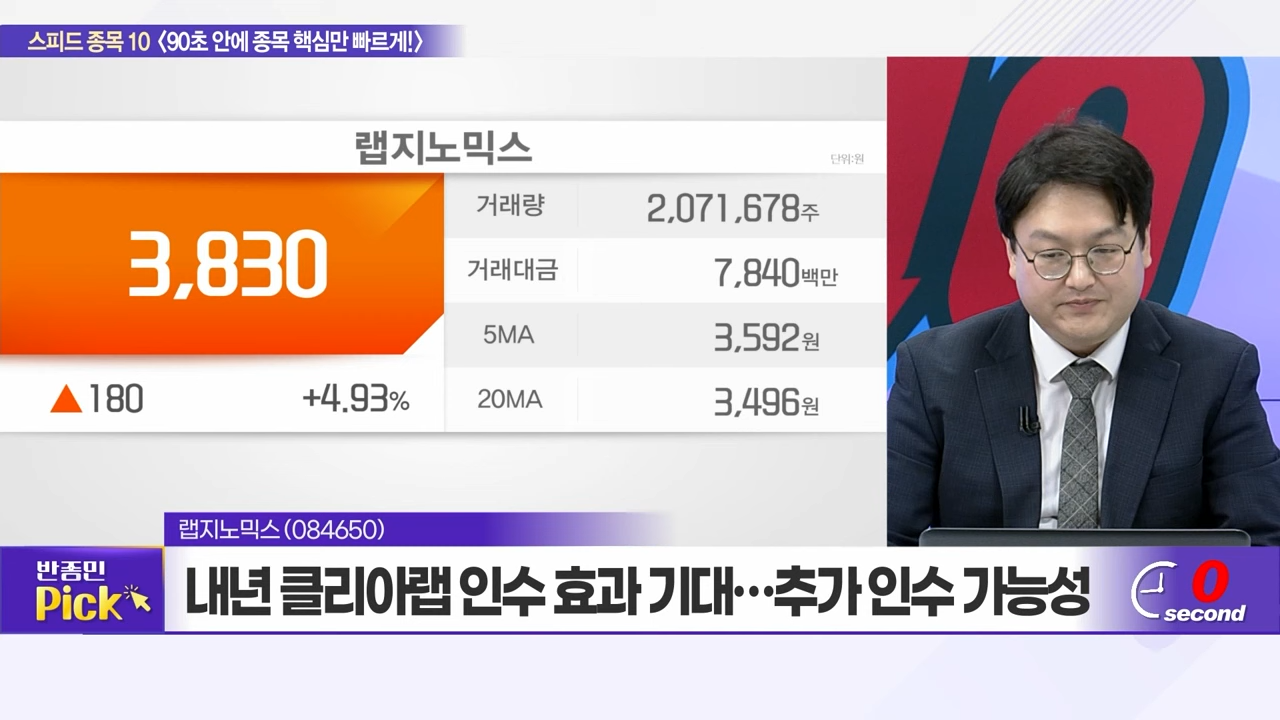 스피드 종목 10 〈90초 안에 종목 핵심만 빠르게!〉
랩지노믹스
단위:원
3,830
▲180 +4.93%
거래량 2,071,678주
거래대금 7,840백만
5MA 3,592원
20MA 3,496원
랩지노믹스(084650)
반종민
Pick
내년 클리아랩 인수 효과 기대…추가 인수 가능성
0
second